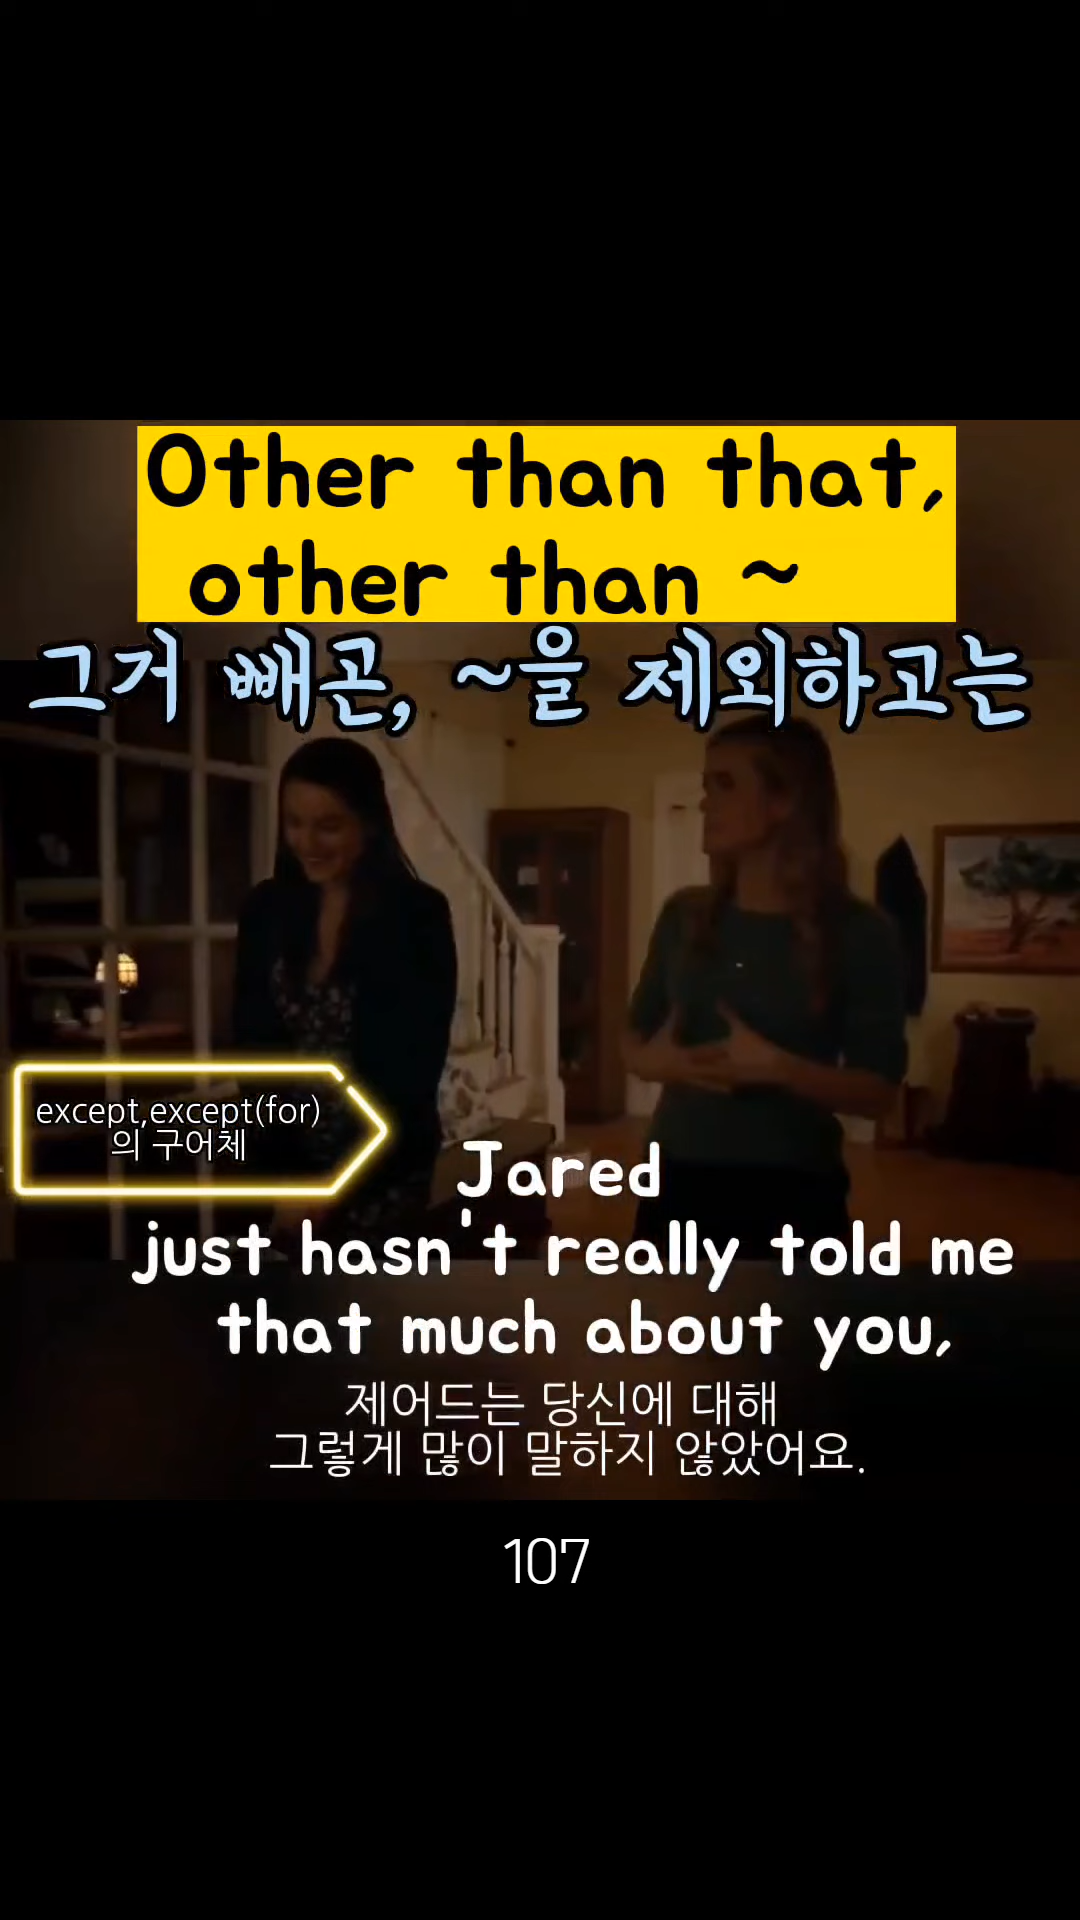 Other than that,
other than ~
그거 빼곤, ~을 제외하고는
except,except(for)
의 구어체
Jared
just hasn't really told me
that much about you,
제어드는 당신에 대해
그렇게 많이 말하지 않았어요.
107